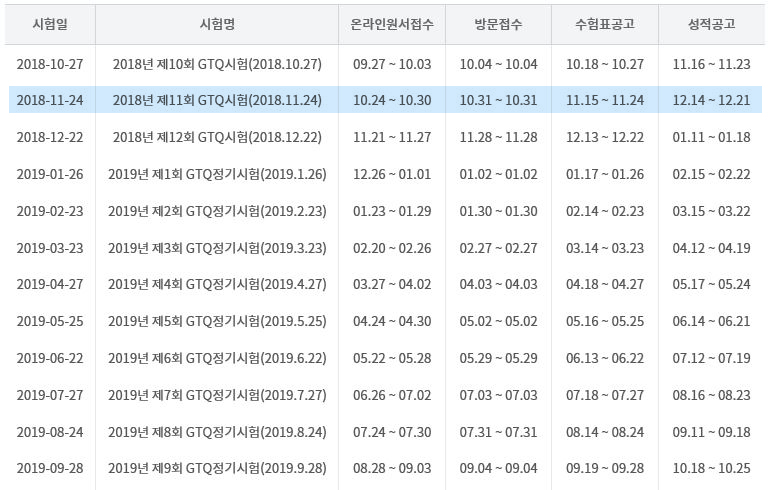 시험일 시험명 온라인원서접수 방문접수 수험표공고 성적공고
2018-10-27 2018년 제10회 GTQ시험(2018.10.27) 09.27 ~ 10.03 10.04 ~ 10.04 10.18 ~ 10.27 11.16 ~ 11.23
2018-11-24 2018년 제11회 GTQ시험(2018.11.24) 10.24 ~ 10.30 10.31 ~ 10.31 11.15 ~ 11.24 12.14 ~ 12.21
2018-12-22 2018년 제12회 GTQ시험(2018.12.22) 11.21 ~ 11.27 11.28 ~ 11.28 12.13 ~ 12.22 01.11 ~ 01.18
2019-01-26 2019년 제1회 GTQ정기시험(2019.1.26) 12.26 ~ 01.01 01.02 ~ 01.02 01.17 ~ 01.26 02.15 ~ 02.22
2019-02-23 2019년 제2회 GTQ정기시험(2019.2.23) 01.23 ~ 01.29 01.30 ~ 01.30 02.14 ~ 02.23 03.15 ~ 03.22
2019-03-23 2019년 제3회 GTQ정기시험(2019.3.23) 02.20 ~ 02.26 02.27 ~ 02.27 03.14 ~ 03.23 04.12 ~ 04.19
2019-04-27 2019년 제4회 GTQ정기시험(2019.4.27) 03.27 ~ 04.02 04.03 ~ 04.03 04.18 ~ 04.27 05.17 ~ 05.24
2019-05-25 2019년 제5회 GTQ정기시험(2019.5.25) 04.24 ~ 04.30 05.02 ~ 05.02 05.16 ~ 05.25 06.14 ~ 06.21
2019-06-22 2019년 제6회 GTQ정기시험(2019.6.22) 05.22 ~ 05.28 05.29 ~ 05.29 06.13 ~ 06.22 07.12 ~ 07.19
2019-07-27 2019년 제7회 GTQ정기시험(2019.7.27) 06.26 ~ 07.02 07.03 ~ 07.03 07.18 ~ 07.27 08.16 ~ 08.23
2019-08-24 2019년 제8회 GTQ정기시험(2019.8.24) 07.24 ~ 07.30 07.31 ~ 07.31 08.14 ~ 08.24 09.11 ~ 09.18
2019-09-28 2019년 제9회 GTQ정기시험(2019.9.28) 08.28 ~ 09.03 09.04 ~ 09.04 09.19 ~ 09.28 10.18 ~ 10.25